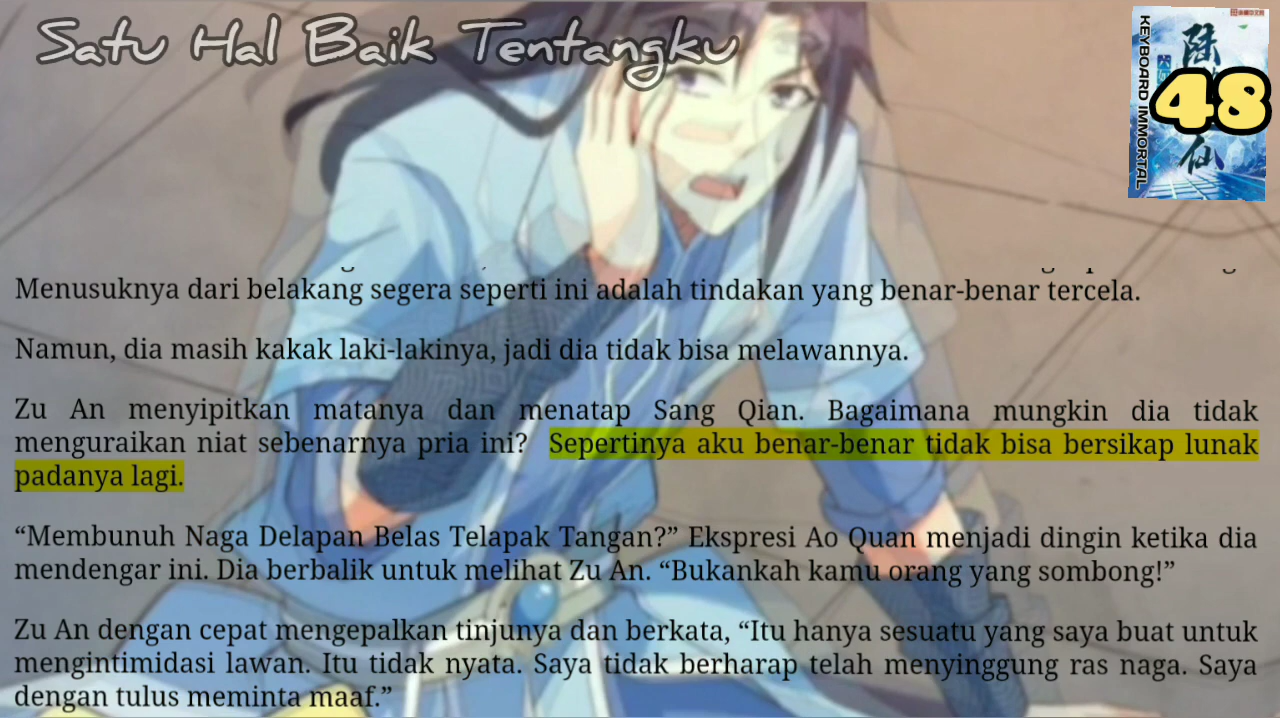 Satu Hal Baik Tentangku
KEYBOARD IMMORTAL
48
Menusuknya dari belakang segera seperti ini adalah tindakan yang benar-benar tercela.
Namun, dia masih kakak laki-lakinya, jadi dia tidak bisa melawannya.
Zu An menyipitkan matanya dan menatap Sang Qian. Bagaimana mungkin dia tidak
menguraikan niat sebenarnya pria ini? Sepertinya aku benar-benar tidak bisa bersikap lunak
padanya lagi.
“Membunuh Naga Delapan Belas Telapak Tangan?” Ekspresi Ao Quan menjadi dingin ketika dia
mendengar ini. Dia berbalik untuk melihat Zu An. “Bukankah kamu orang yang sombong!”
Zu An dengan cepat mengepalkan tinjunya dan berkata, “Itu hanya sesuatu yang saya buat untuk
mengintimidasi lawan. Itu tidak nyata. Saya tidak berharap telah menyinggung ras naga. Saya
dengan tulus meminta maaf.”